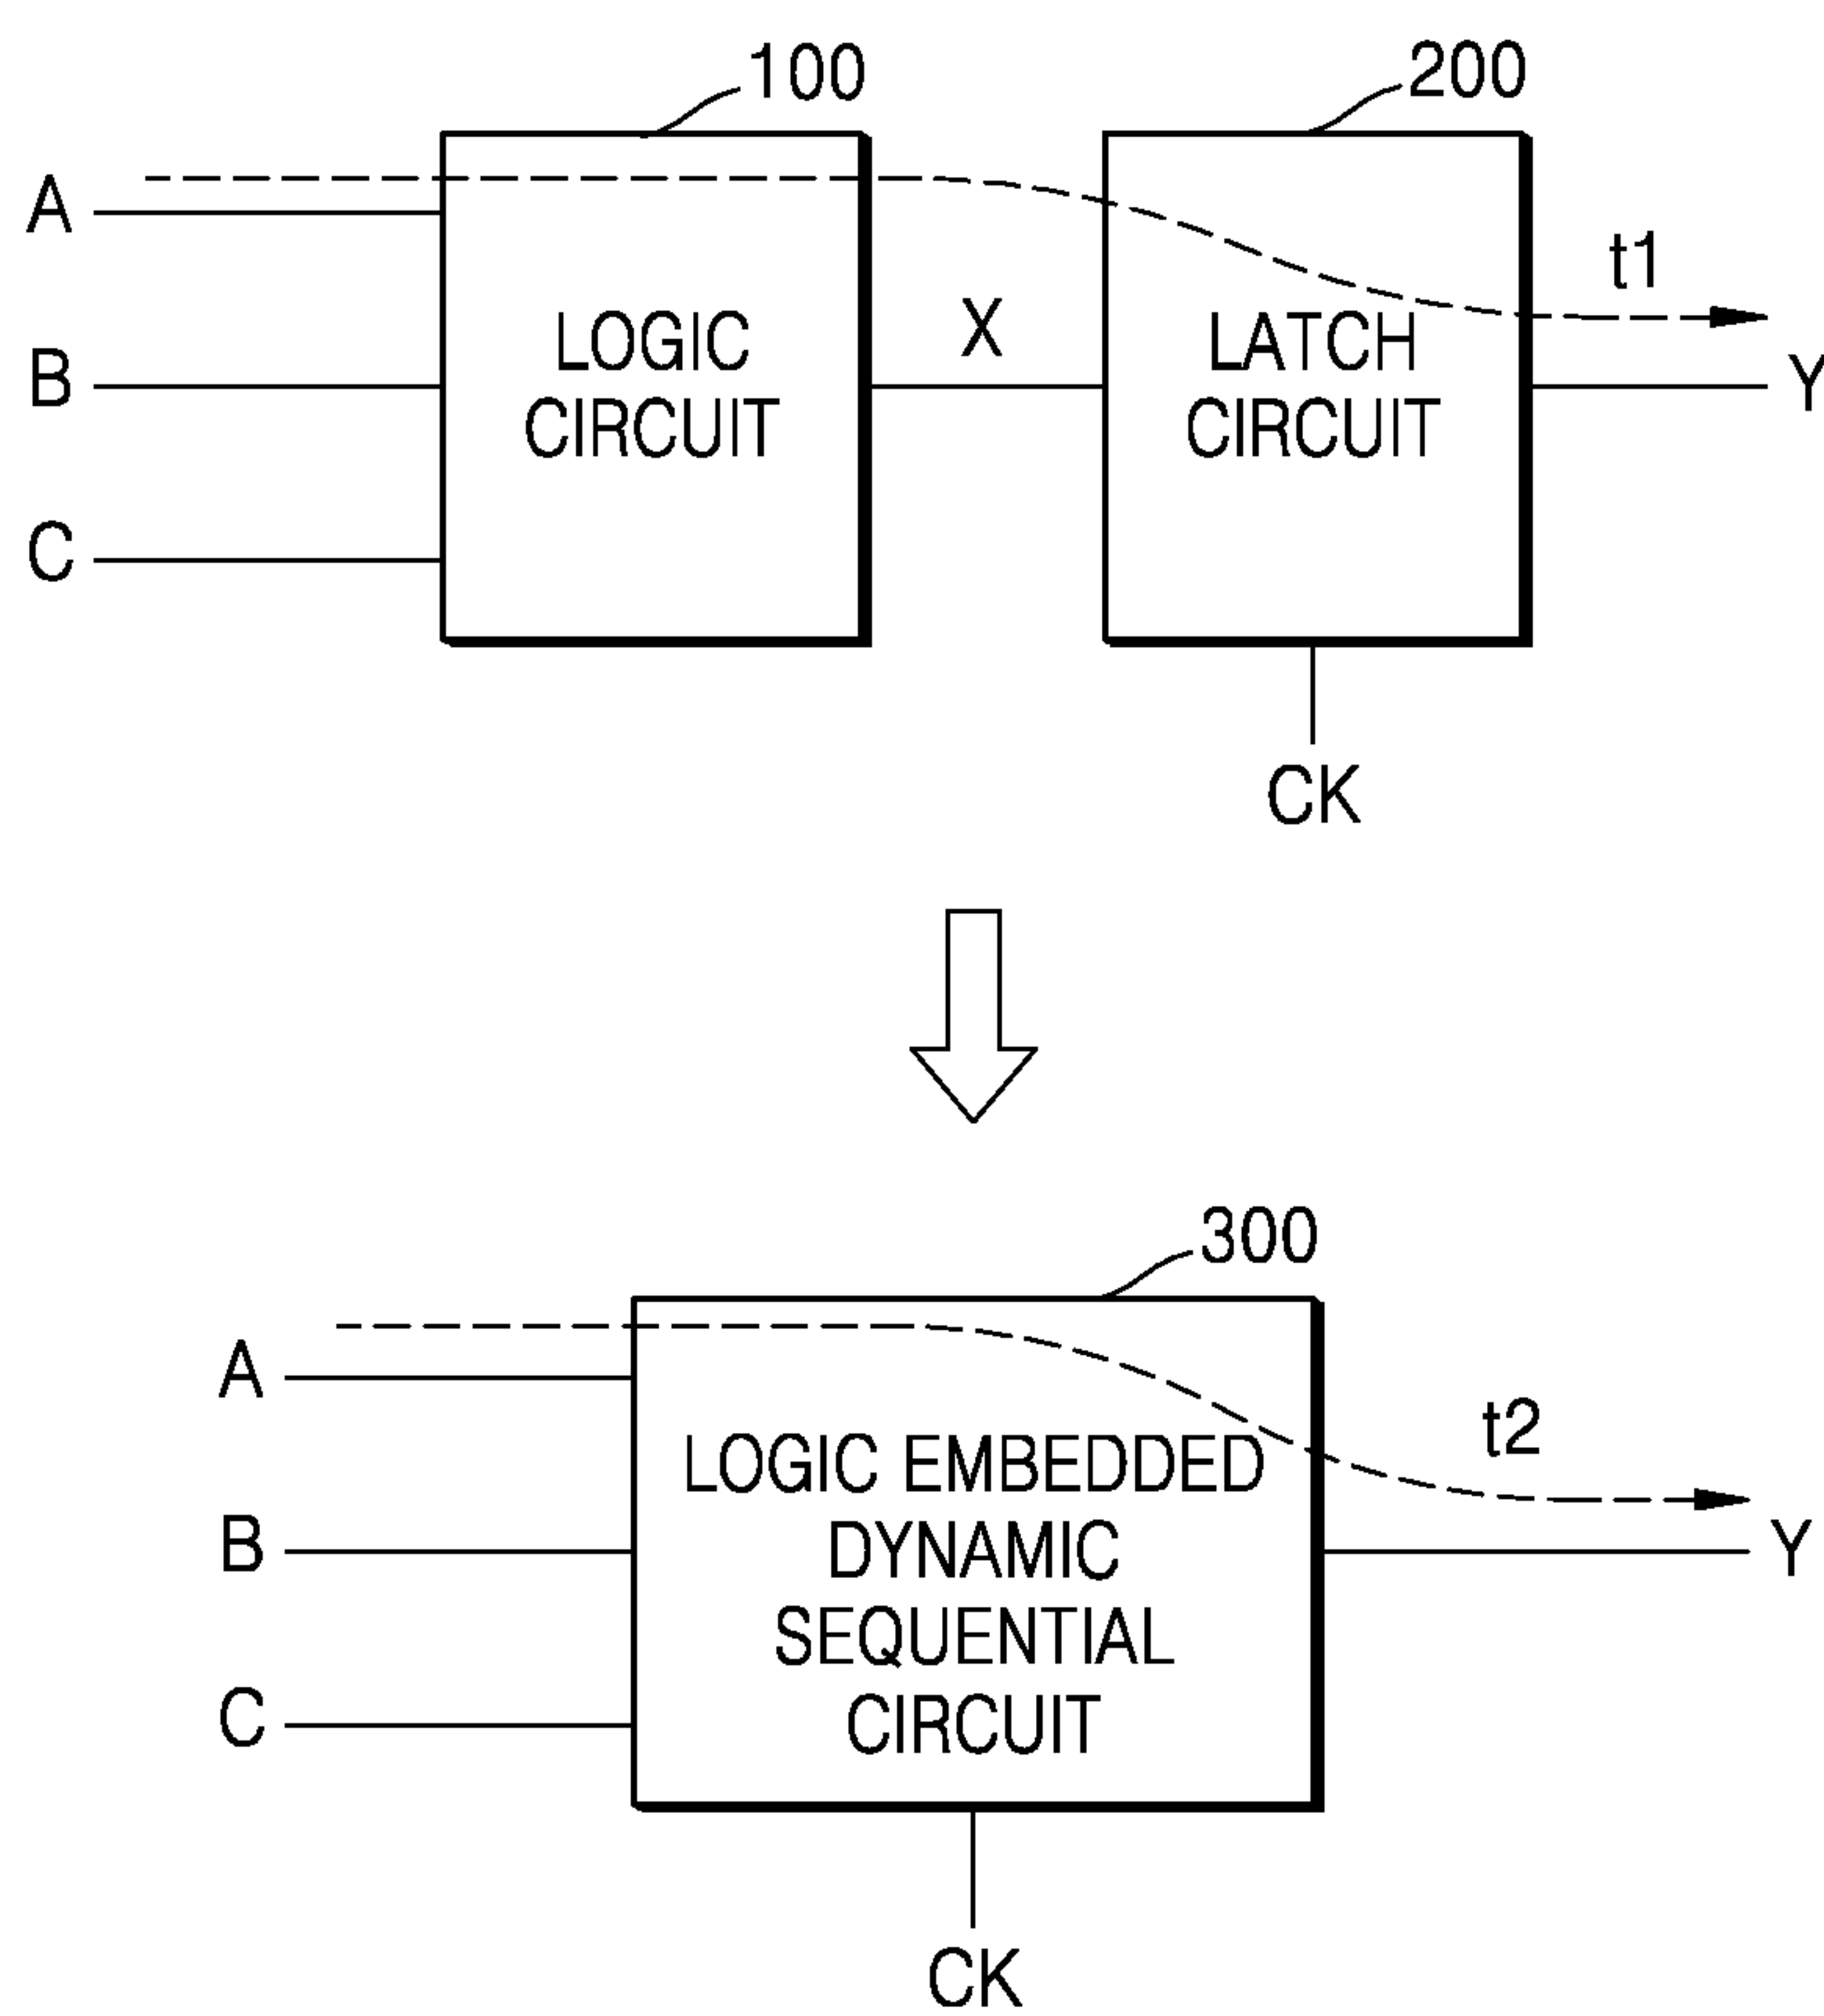 100
200
A
t1
LOGIC
CIRCUIT
X
LATCH
CIRCUIT
B
Y
C
CK
300
A
t2
LOGIC EMBEDDED
DYNAMIC
SEQUENTIAL
CIRCUIT
B
Y
C
CK